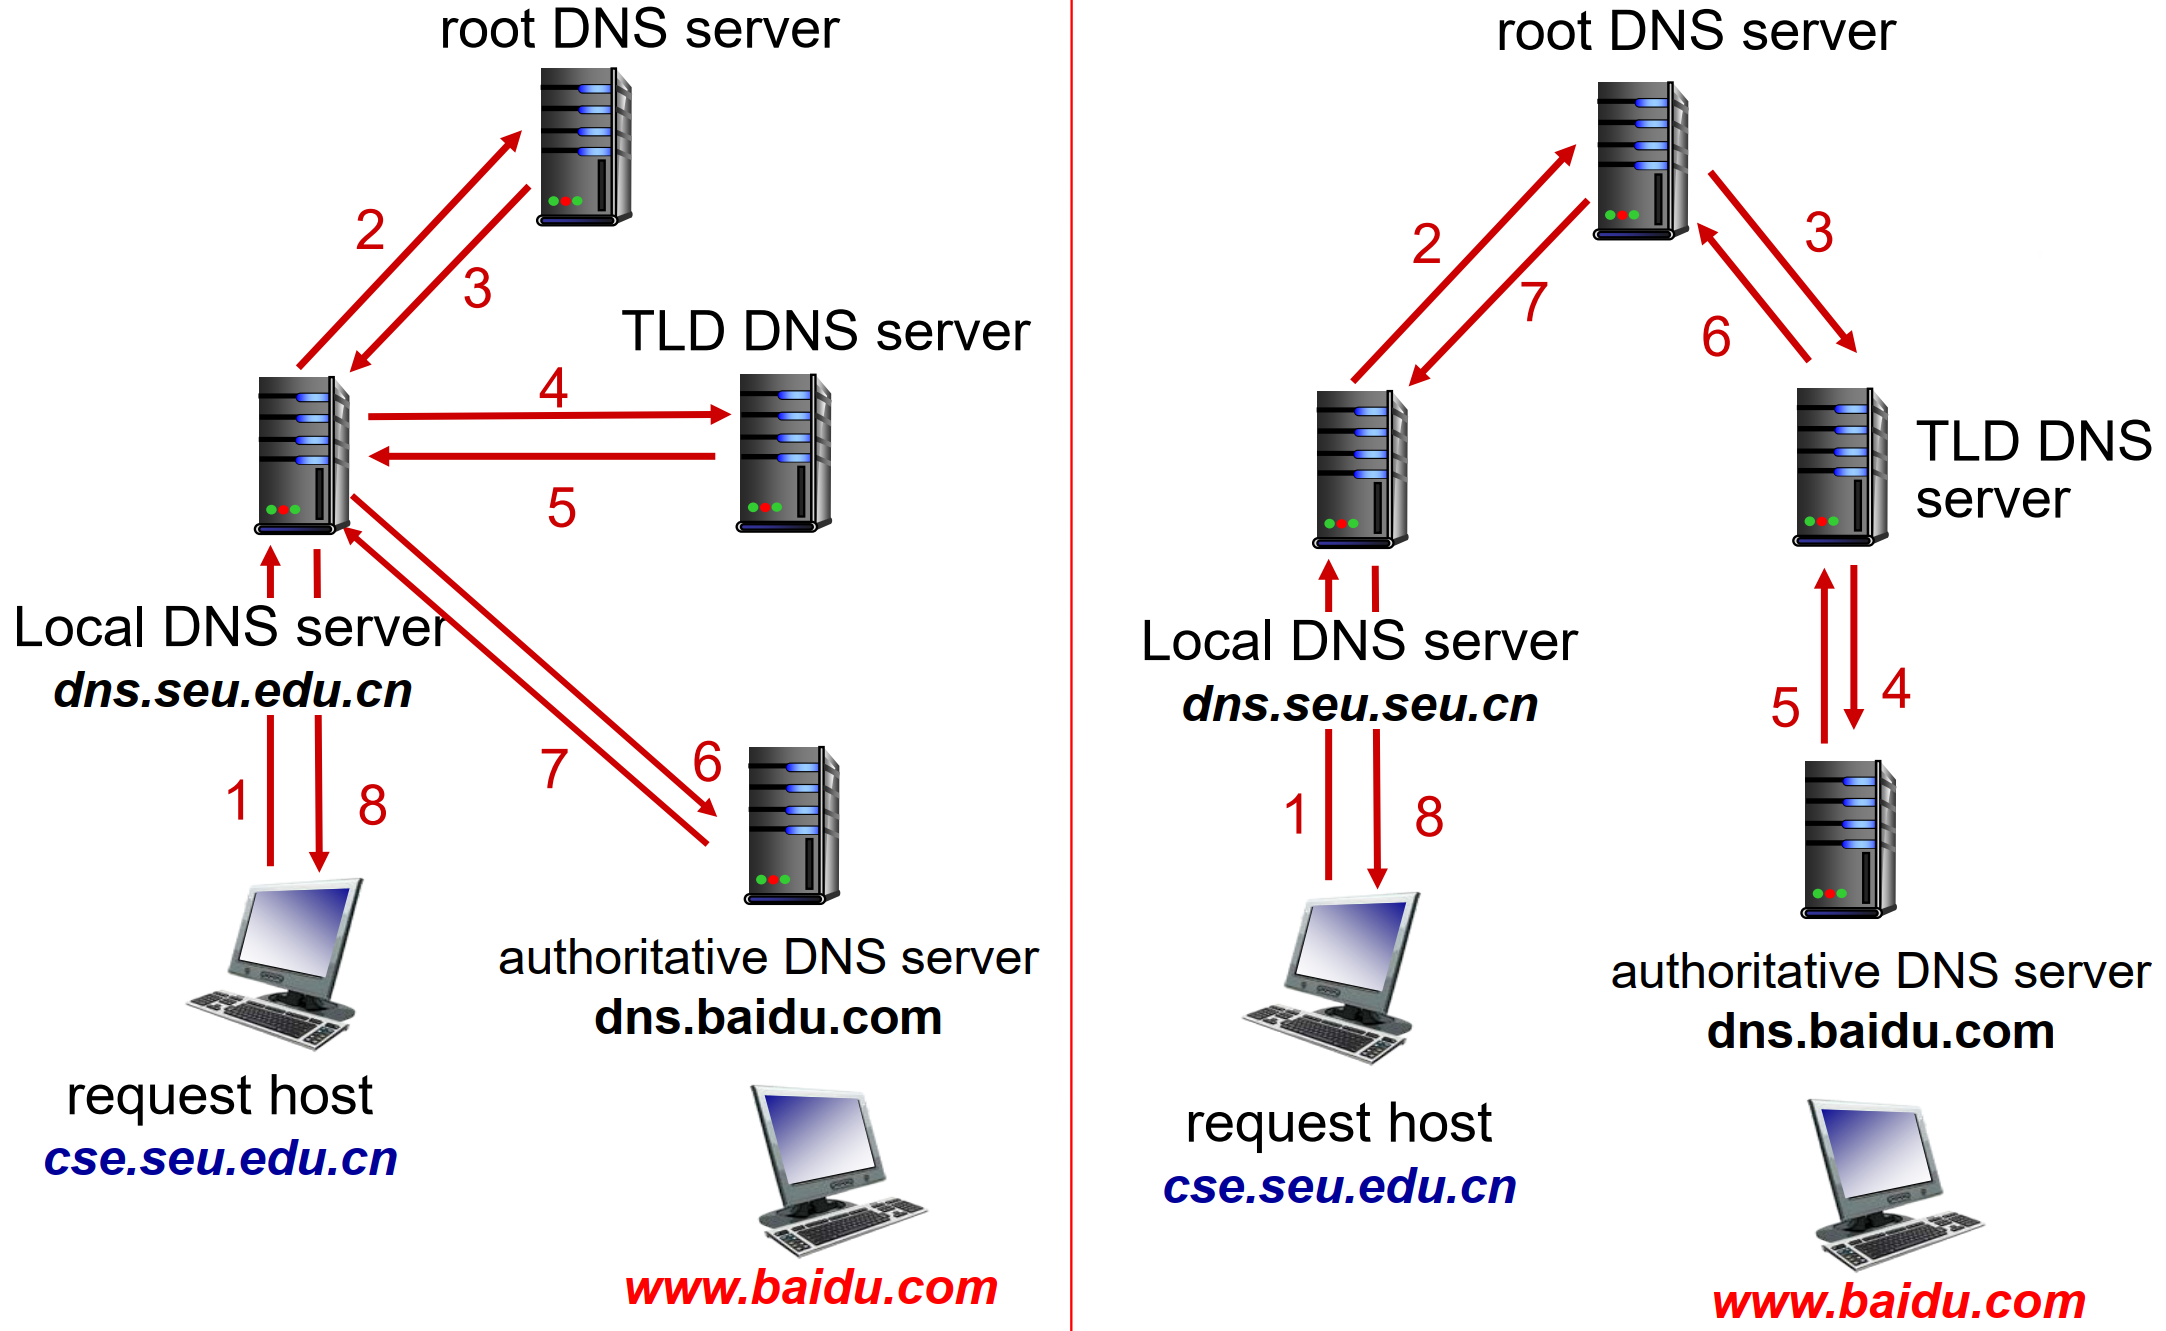 root DNS server
2
3
TLD DNS server
4
5
Local DNS server
dns.seu.edu.cn
1
8
7
6
authoritative DNS server
dns.baidu.com
request host
cse.seu.edu.cn
www.baidu.com
root DNS server
2
7
3
6
TLD DNS
server
Local DNS server
dns.seu.seu.cn
5
4
1
8
authoritative DNS server
dns.baidu.com
request host
cse.seu.edu.cn
www.baidu.com